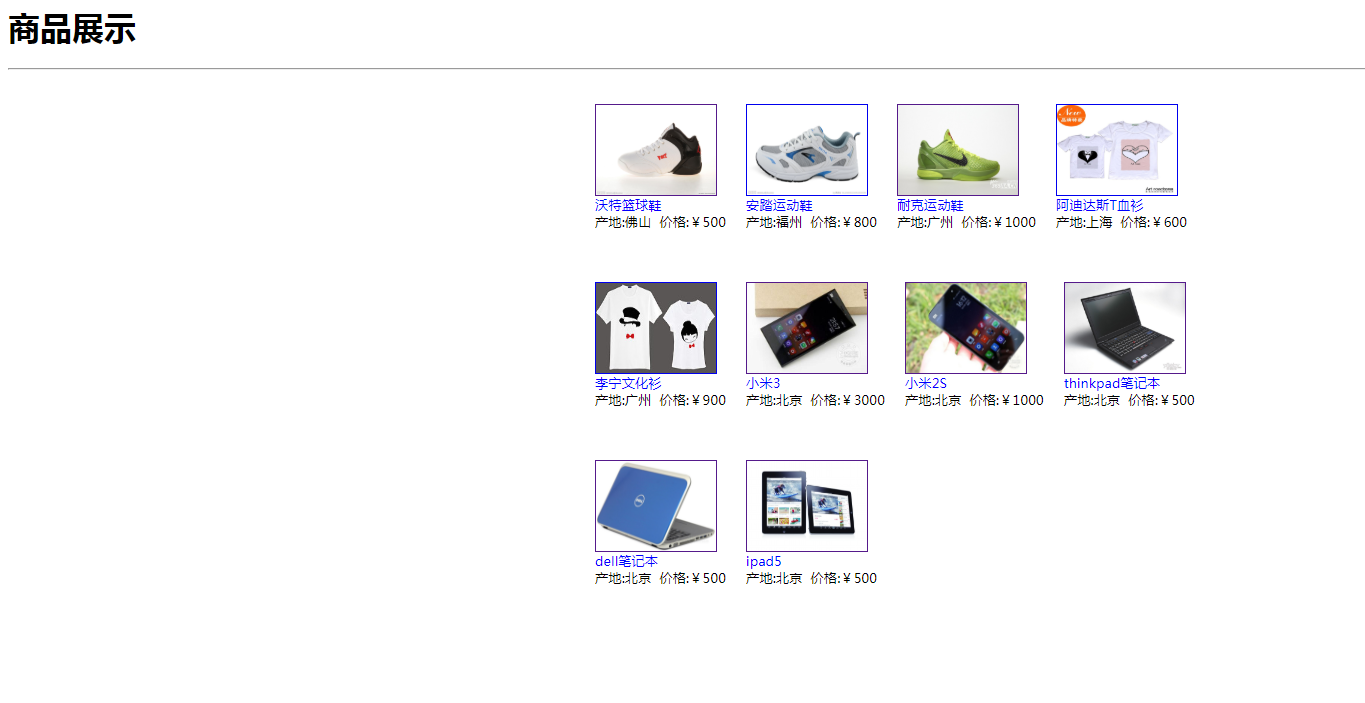 商品展示
沃特篮球鞋
产地:佛山 价格:￥500
安踏运动鞋
产地:福州 价格:￥800
耐克运动鞋
产地:广州 价格:￥1000
New
阿迪达斯T血衫
产地:上海 价格:￥600
李宁文化衫
产地:广州 价格:￥900
小米3
产地:北京 价格:￥3000
小米2S
产地:北京 价格:￥1000
thinkpad笔记本
产地:北京 价格:￥500
DELL
dell笔记本
产地:北京 价格:￥500
ipad5
产地:北京 价格:￥500